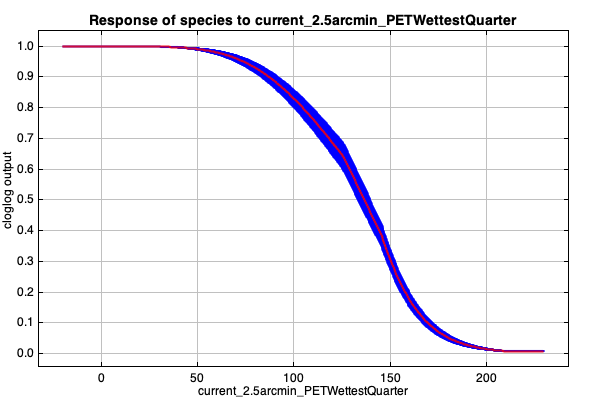 Response of species to current_2.5arcmin_PETWettestQuarter
cloglog output
1.0
0.9
0.8
0.7
0.6
0.5
0.4
0.3
0.2
0.1
0.0
0 50 100 150 200
current_2.5arcmin_PETWettestQuarter